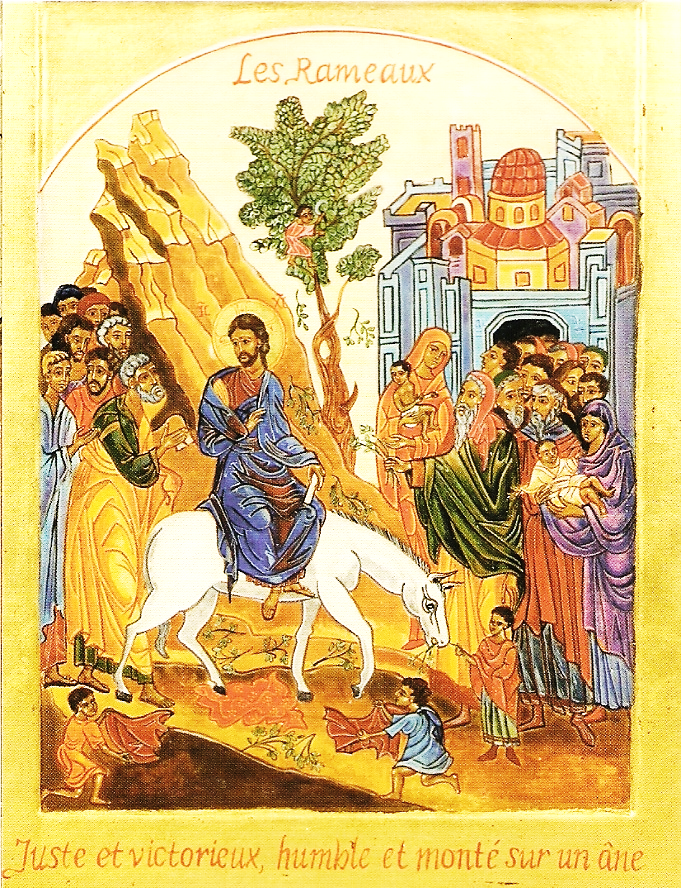 Les Rameaux
Juste et victorieux, humble et monté sur un âne